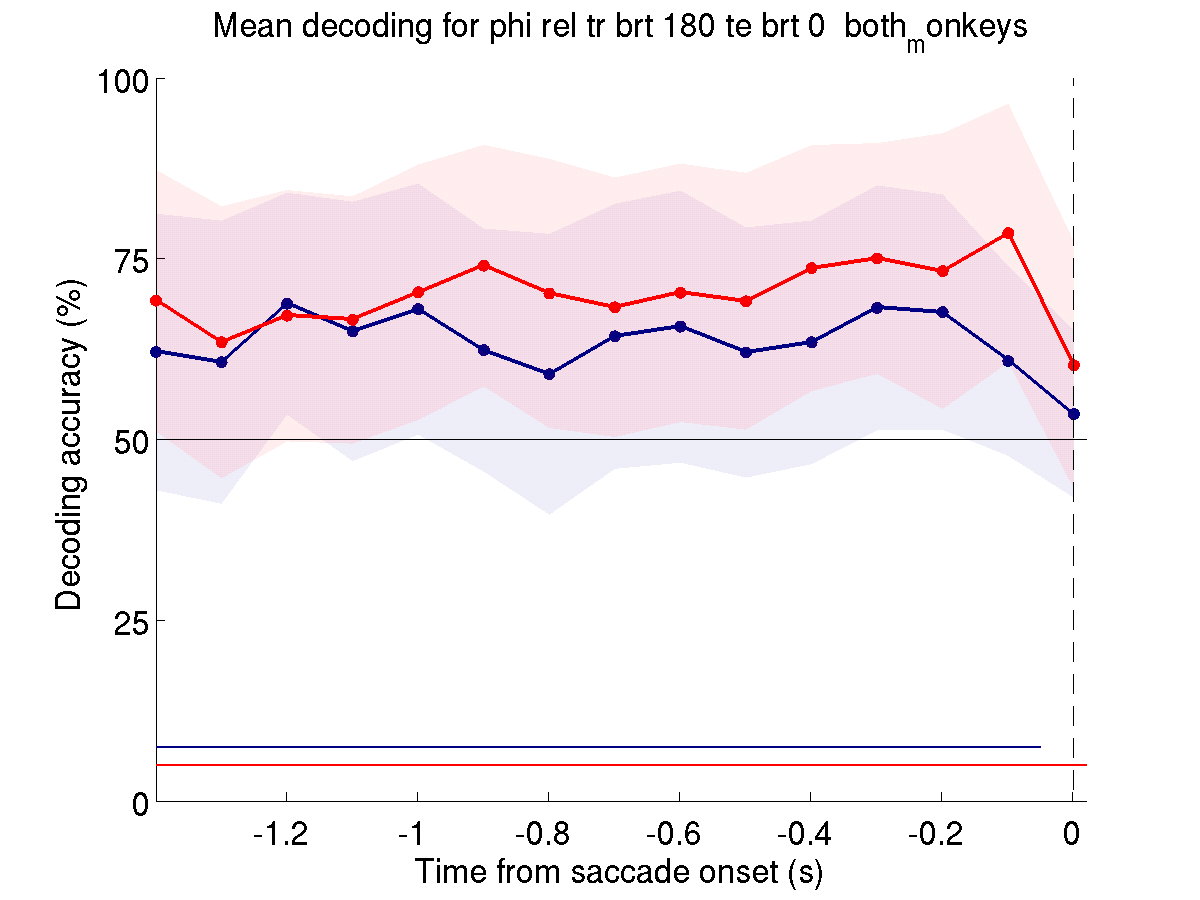 Mean decoding for phi rel tr brt 180 te brt 0  both_monkeys
100
75
50
25
0
Decoding accuracy (%)
-1.2 -1 -0.8 -0.6 -0.4 -0.2 0
Time from saccade onset (s)